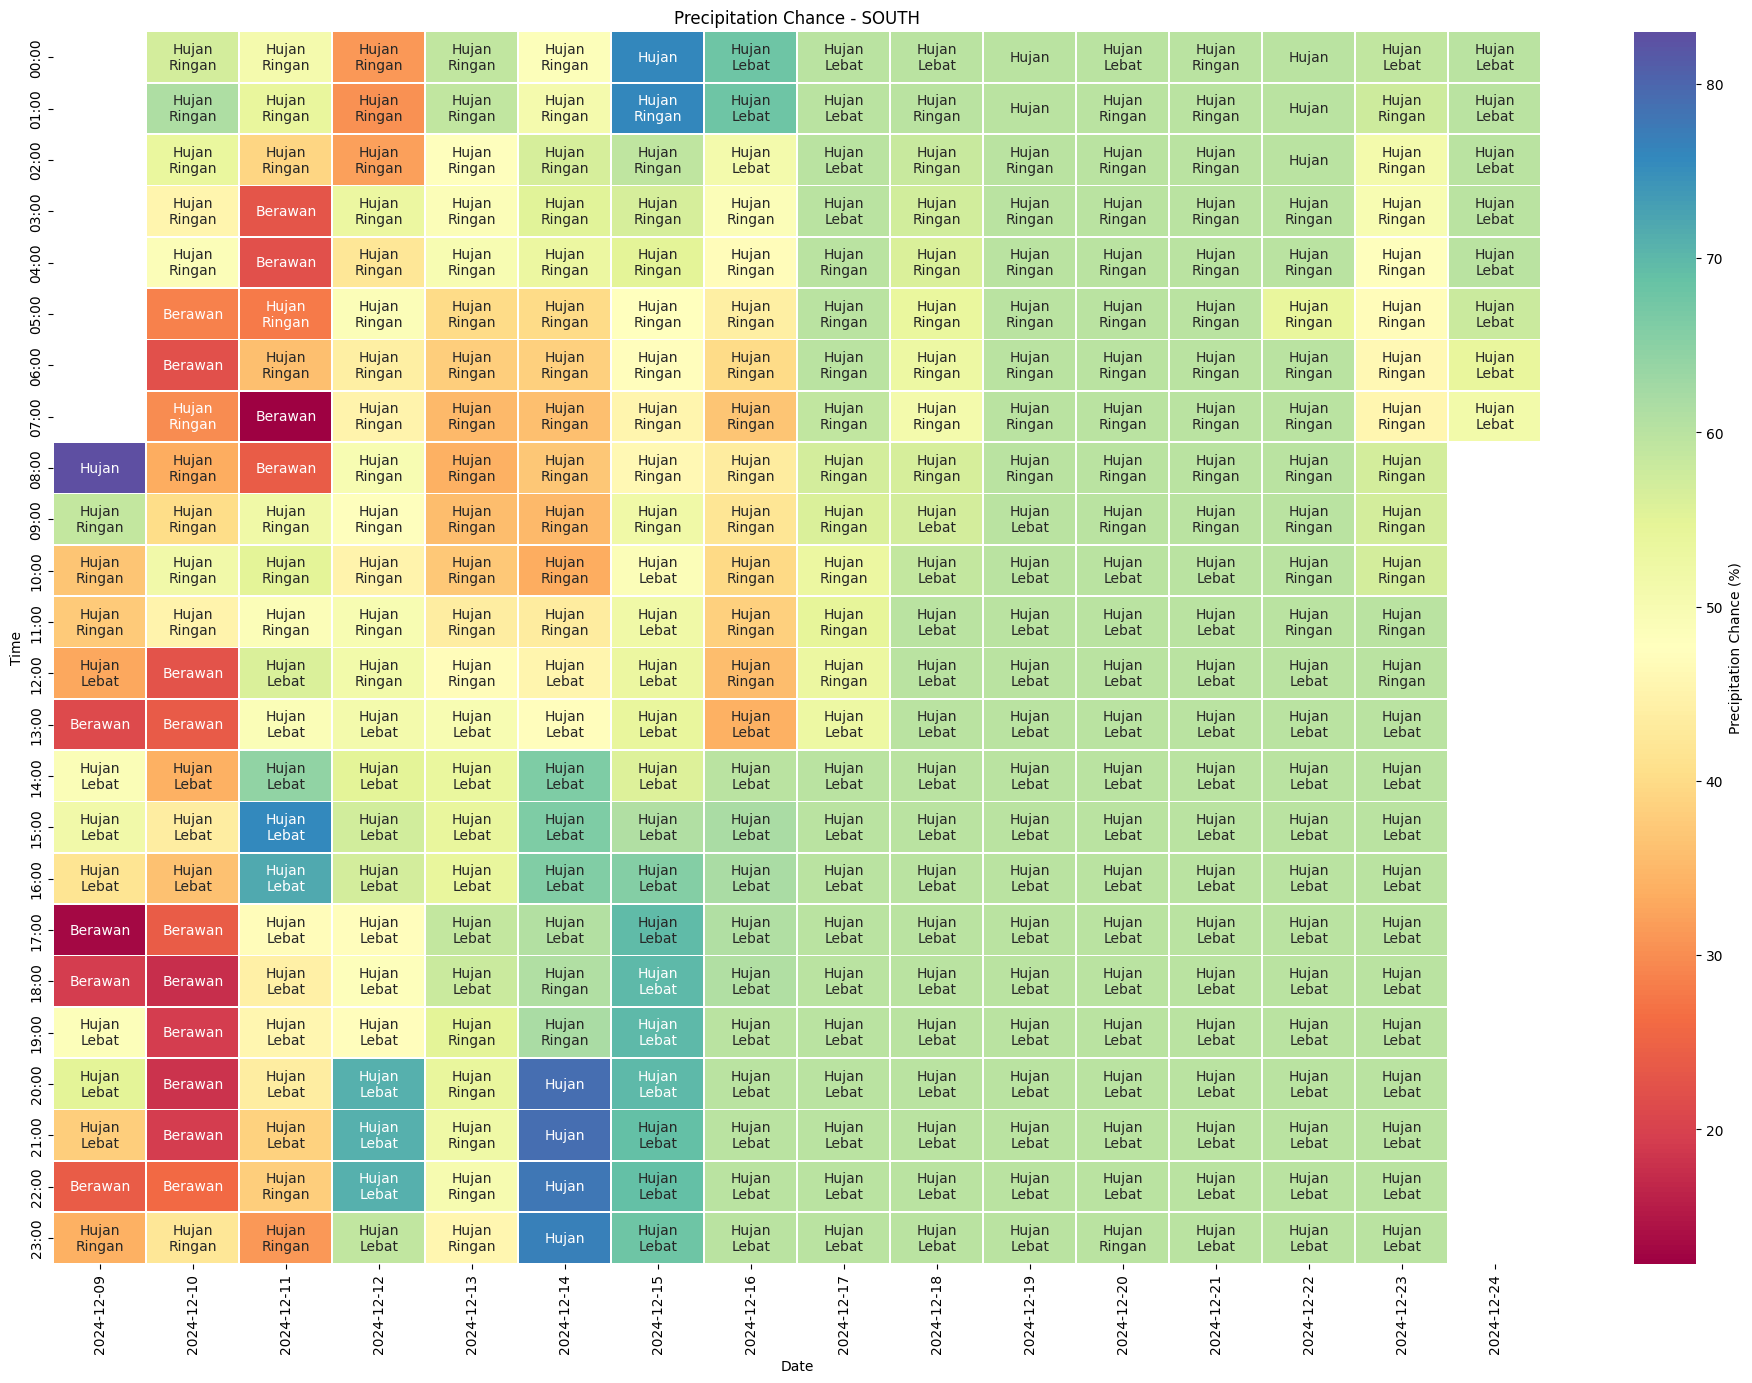 Precipitation Chance - SOUTH
00:00 Hujan Ringan Hujan Ringan Hujan Ringan Hujan Ringan Hujan Ringan Hujan Hujan Lebat Hujan Lebat Hujan Lebat Hujan Hujan Lebat Hujan Ringan Hujan Hujan Lebat Hujan Lebat
01:00 Hujan Ringan Hujan Ringan Hujan Ringan Hujan Ringan Hujan Ringan Hujan Ringan Hujan Lebat Hujan Lebat Hujan Ringan Hujan Hujan Ringan Hujan Ringan Hujan Hujan Ringan Hujan Lebat
02:00 Hujan Ringan Hujan Ringan Hujan Ringan Hujan Ringan Hujan Ringan Hujan Ringan Hujan Lebat Hujan Lebat Hujan Ringan Hujan Ringan Hujan Ringan Hujan Ringan Hujan Hujan Ringan Hujan Lebat
03:00 Hujan Ringan Berawan Hujan Ringan Hujan Ringan Hujan Ringan Hujan Ringan Hujan Ringan Hujan Lebat Hujan Ringan Hujan Ringan Hujan Ringan Hujan Ringan Hujan Ringan Hujan Ringan Hujan Lebat
04:00 Hujan Ringan Berawan Hujan Ringan Hujan Ringan Hujan Ringan Hujan Ringan Hujan Ringan Hujan Ringan Hujan Ringan Hujan Ringan Hujan Ringan Hujan Ringan Hujan Ringan Hujan Ringan Hujan Lebat
05:00 Berawan Hujan Ringan Hujan Ringan Hujan Ringan Hujan Ringan Hujan Ringan Hujan Ringan Hujan Ringan Hujan Ringan Hujan Ringan Hujan Ringan Hujan Ringan Hujan Ringan Hujan Ringan Hujan Lebat
06:00 Berawan Hujan Ringan Hujan Ringan Hujan Ringan Hujan Ringan Hujan Ringan Hujan Ringan Hujan Ringan Hujan Ringan Hujan Ringan Hujan Ringan Hujan Ringan Hujan Ringan Hujan Ringan Hujan Lebat
07:00 Hujan Ringan Berawan Hujan Ringan Hujan Ringan Hujan Ringan Hujan Ringan Hujan Ringan Hujan Ringan Hujan Ringan Hujan Ringan Hujan Ringan Hujan Ringan Hujan Ringan Hujan Ringan Hujan Lebat
08:00 Hujan Hujan Ringan Berawan Hujan Ringan Hujan Ringan Hujan Ringan Hujan Ringan Hujan Ringan Hujan Ringan Hujan Ringan Hujan Ringan Hujan Ringan Hujan Ringan Hujan Ringan Hujan Ringan
09:00 Hujan Ringan Hujan Ringan Hujan Ringan Hujan Ringan Hujan Ringan Hujan Ringan Hujan Ringan Hujan Ringan Hujan Ringan Hujan Lebat Hujan Lebat Hujan Ringan Hujan Ringan Hujan Ringan Hujan Ringan
10:00 Hujan Ringan Hujan Ringan Hujan Ringan Hujan Ringan Hujan Ringan Hujan Ringan Hujan Lebat Hujan Ringan Hujan Ringan Hujan Lebat Hujan Lebat Hujan Lebat Hujan Lebat Hujan Ringan Hujan Ringan
11:00 Hujan Ringan Hujan Ringan Hujan Ringan Hujan Ringan Hujan Ringan Hujan Ringan Hujan Lebat Hujan Ringan Hujan Ringan Hujan Lebat Hujan Lebat Hujan Lebat Hujan Lebat Hujan Ringan Hujan Ringan
12:00 Hujan Lebat Berawan Hujan Lebat Hujan Ringan Hujan Ringan Hujan Lebat Hujan Lebat Hujan Ringan Hujan Ringan Hujan Lebat Hujan Lebat Hujan Lebat Hujan Lebat Hujan Lebat Hujan Ringan
13:00 Berawan Berawan Hujan Lebat Hujan Lebat Hujan Lebat Hujan Lebat Hujan Lebat Hujan Lebat Hujan Lebat Hujan Lebat Hujan Lebat Hujan Lebat Hujan Lebat Hujan Lebat Hujan Lebat
14:00 Hujan Lebat Hujan Lebat Hujan Lebat Hujan Lebat Hujan Lebat Hujan Lebat Hujan Lebat Hujan Lebat Hujan Lebat Hujan Lebat Hujan Lebat Hujan Lebat Hujan Lebat Hujan Lebat Hujan Lebat
15:00 Hujan Lebat Hujan Lebat Hujan Lebat Hujan Lebat Hujan Lebat Hujan Lebat Hujan Lebat Hujan Lebat Hujan Lebat Hujan Lebat Hujan Lebat Hujan Lebat Hujan Lebat Hujan Lebat Hujan Lebat
16:00 Hujan Lebat Hujan Lebat Hujan Lebat Hujan Lebat Hujan Lebat Hujan Lebat Hujan Lebat Hujan Lebat Hujan Lebat Hujan Lebat Hujan Lebat Hujan Lebat Hujan Lebat Hujan Lebat Hujan Lebat
17:00 Berawan Berawan Hujan Lebat Hujan Lebat Hujan Lebat Hujan Lebat Hujan Lebat Hujan Lebat Hujan Lebat Hujan Lebat Hujan Lebat Hujan Lebat Hujan Lebat Hujan Lebat Hujan Lebat
18:00 Berawan Berawan Hujan Lebat Hujan Lebat Hujan Lebat Hujan Ringan Hujan Lebat Hujan Lebat Hujan Lebat Hujan Lebat Hujan Lebat Hujan Lebat Hujan Lebat Hujan Lebat Hujan Lebat
19:00 Hujan Lebat Berawan Hujan Lebat Hujan Lebat Hujan Ringan Hujan Ringan Hujan Lebat Hujan Lebat Hujan Lebat Hujan Lebat Hujan Lebat Hujan Lebat Hujan Lebat Hujan Lebat Hujan Lebat
20:00 Hujan Lebat Berawan Hujan Lebat Hujan Lebat Hujan Ringan Hujan Hujan Lebat Hujan Lebat Hujan Lebat Hujan Lebat Hujan Lebat Hujan Lebat Hujan Lebat Hujan Lebat Hujan Lebat
21:00 Hujan Lebat Berawan Hujan Lebat Hujan Lebat Hujan Ringan Hujan Hujan Lebat Hujan Lebat Hujan Lebat Hujan Lebat Hujan Lebat Hujan Lebat Hujan Lebat Hujan Lebat Hujan Lebat
22:00 Berawan Berawan Hujan Ringan Hujan Lebat Hujan Ringan Hujan Hujan Lebat Hujan Lebat Hujan Lebat Hujan Lebat Hujan Lebat Hujan Lebat Hujan Lebat Hujan Lebat Hujan Lebat
23:00 Hujan Ringan Hujan Ringan Hujan Ringan Hujan Lebat Hujan Ringan Hujan Hujan Lebat Hujan Lebat Hujan Lebat Hujan Lebat Hujan Lebat Hujan Ringan Hujan Lebat Hujan Lebat Hujan Lebat
Time
2024-12-09
2024-12-10
2024-12-11
2024-12-12
2024-12-13
2024-12-14
2024-12-15
2024-12-16
2024-12-17
2024-12-18
2024-12-19
2024-12-20
2024-12-21
2024-12-22
2024-12-23
2024-12-24
Date
80
70
60
50
40
30
20
Precipitation Chance (%)